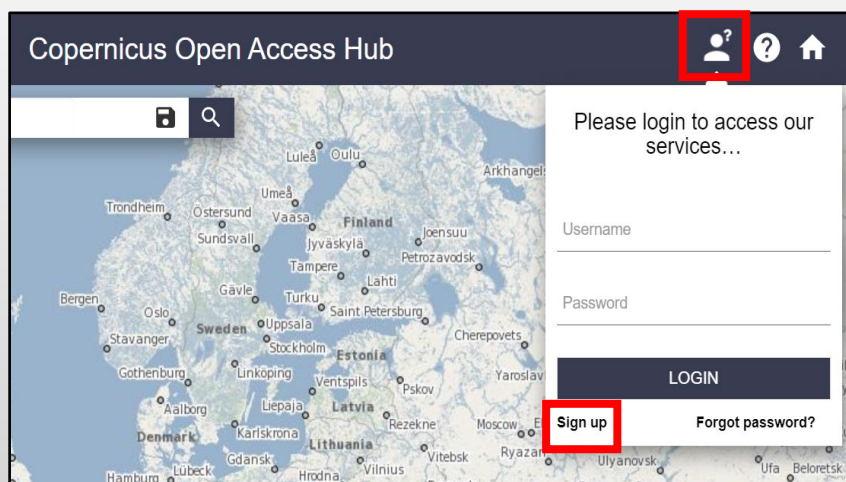 Copernicus Open Access Hub
?
?
Please login to access our
services...
Username
Password
LOGIN
Sign up
Forgot password?
Luleå
Oulu
Arkhangels
Umeå
Trondheim
Östersund
Vaasa
Finland
Joensuu
Sundsvall
Jyväskylä
Petrozavodsk
Tampere
Lahti
Gävle
Turku
Bergen
Oslo
Saint Petersburg
Sweden
Uppsala
Stavanger
Stockholm
Cherepovets
Estonia
Gothenburg
Linköping
Ventspils
Pskov
Yaroslav
Aalborg
Liepaja
Latvia
Rezekne
Moscow
Denmark
Karlskrona
Lithuania
Gdansk
Vitebsk
Ryazan
Ulyanovsk
Hamburg
Lübeck
Hrodna
Vilnius
Ufa
Beloretsk